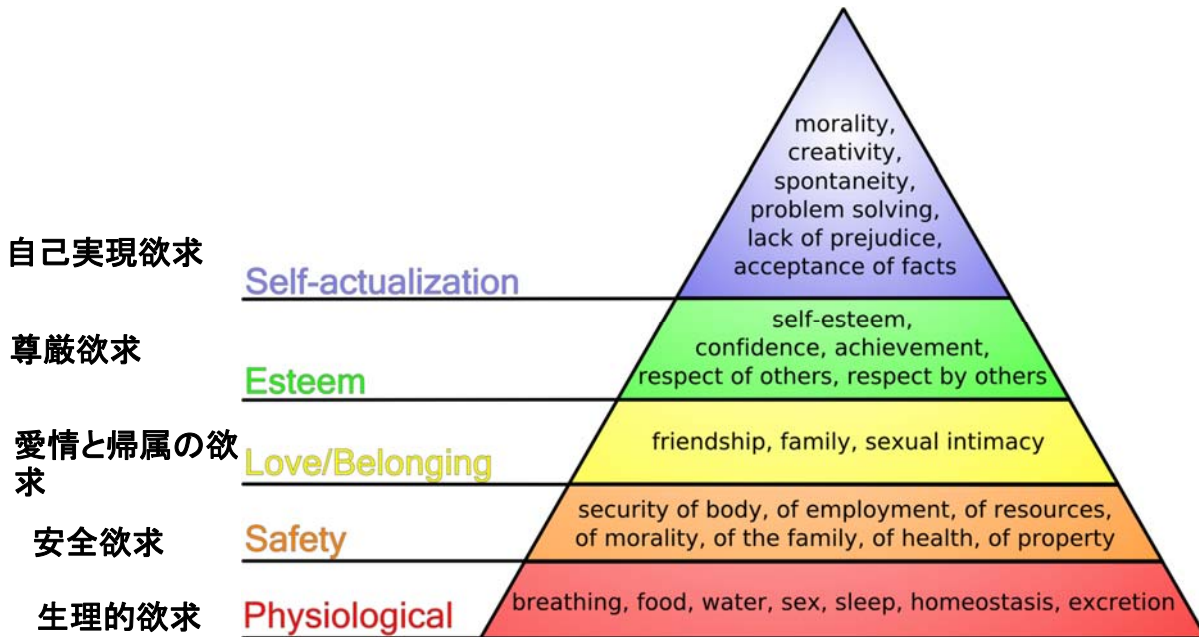 morality,
creativity,
spontaneity,
problem solving,
lack of prejudice,
acceptance of facts
自己実現欲求
Self-actualization
self-esteem,
confidence, achievement,
respect of others, respect by others
尊厳欲求
Esteem
friendship, family, sexual intimacy
愛情と帰属の欲
求
Love/Belonging
security of body, of employment, of resources,
of morality, of the family, of health, of property
安全欲求
Safety
breathing, food, water, sex, sleep, homeostasis, excretion
生理的欲求
Physiological